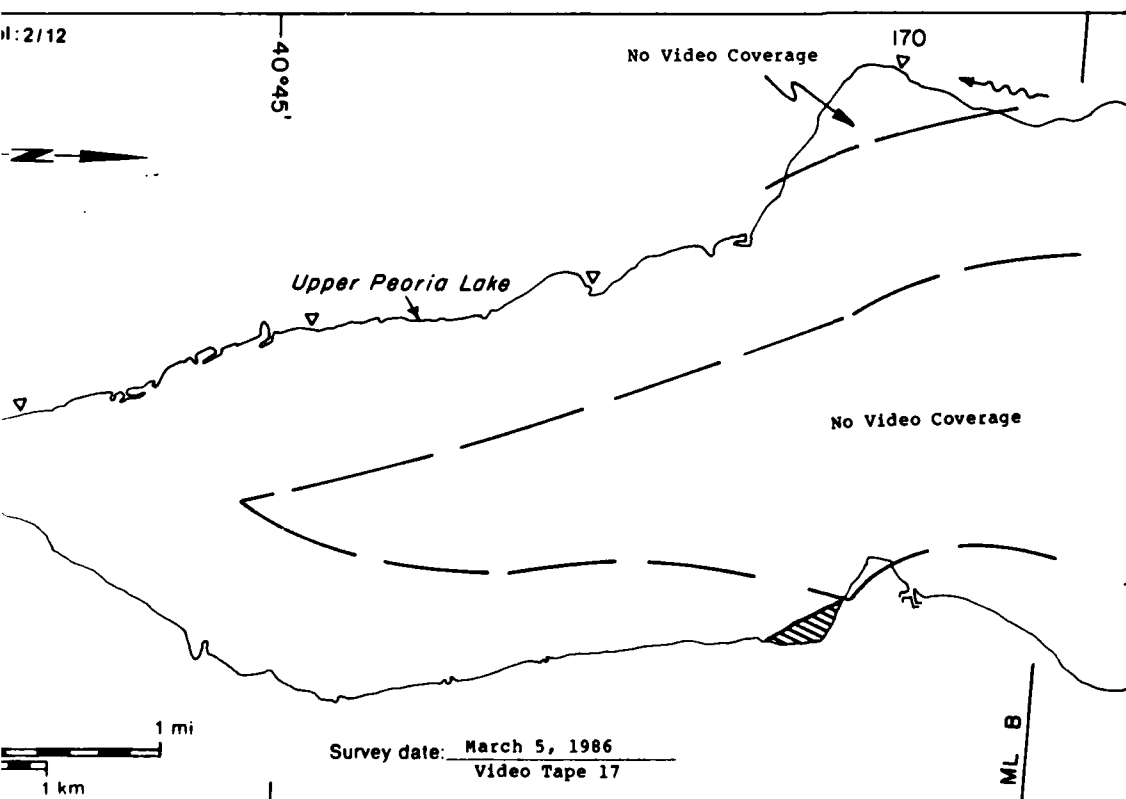 :2/12
40°45'
No Video Coverage
170
N
Upper Peoria Lake
No Video Coverage
1 mi
1 km
Survey date: March 5, 1986
Video Tape 17
ML B